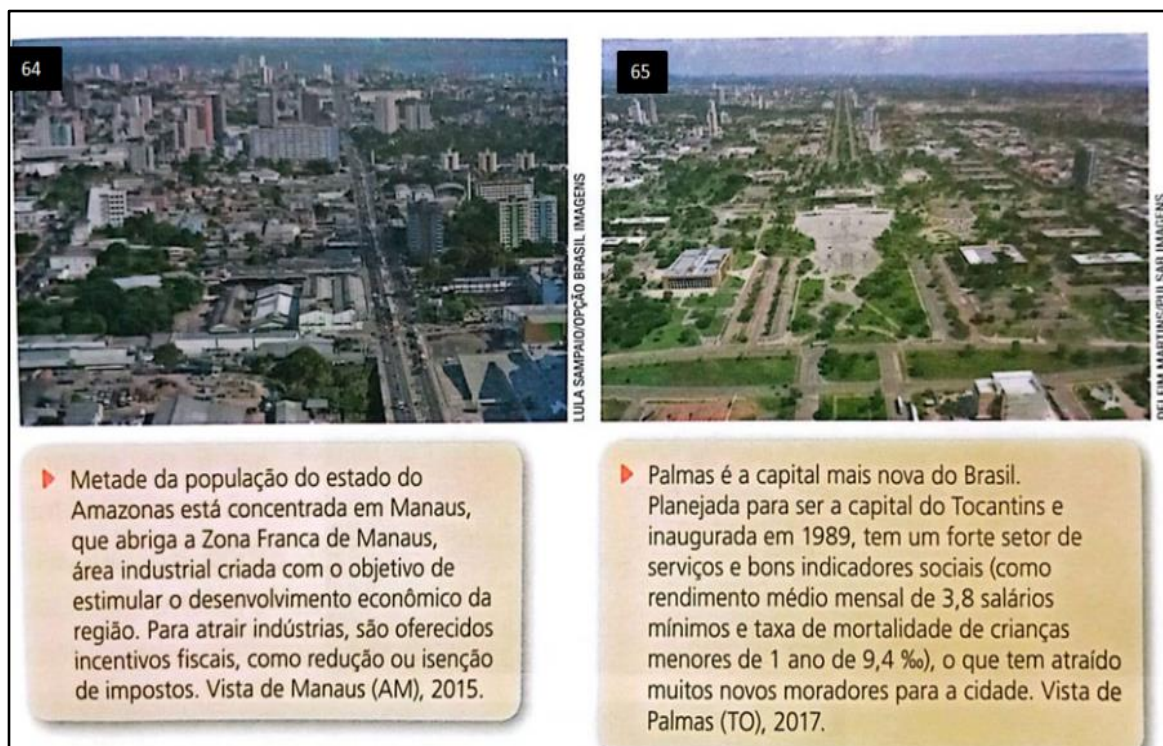 64
LULA SAMPAIO/OPÇÃO BRASIL IMAGENS
Metade da população do estado do
Amazonas está concentrada em Manaus,
que abriga a Zona Franca de Manaus,
área industrial criada com o objetivo de
estimular o desenvolvimento econômico da
região. Para atrair indústrias, são oferecidos
incentivos fiscais, como redução ou isenção
de impostos. Vista de Manaus (AM), 2015.
65
DELFIM MARTINS/PULSAR IMAGENS
Palmas é a capital mais nova do Brasil.
Planejada para ser a capital do Tocantins e
inaugurada em 1989, tem um forte setor de
serviços e bons indicadores sociais (como
rendimento médio mensal de 3,8 salários
mínimos e taxa de mortalidade de crianças
menores de 1 ano de 9,4 ‰), o que tem atraído
muitos novos moradores para a cidade. Vista de
Palmas (TO), 2017.